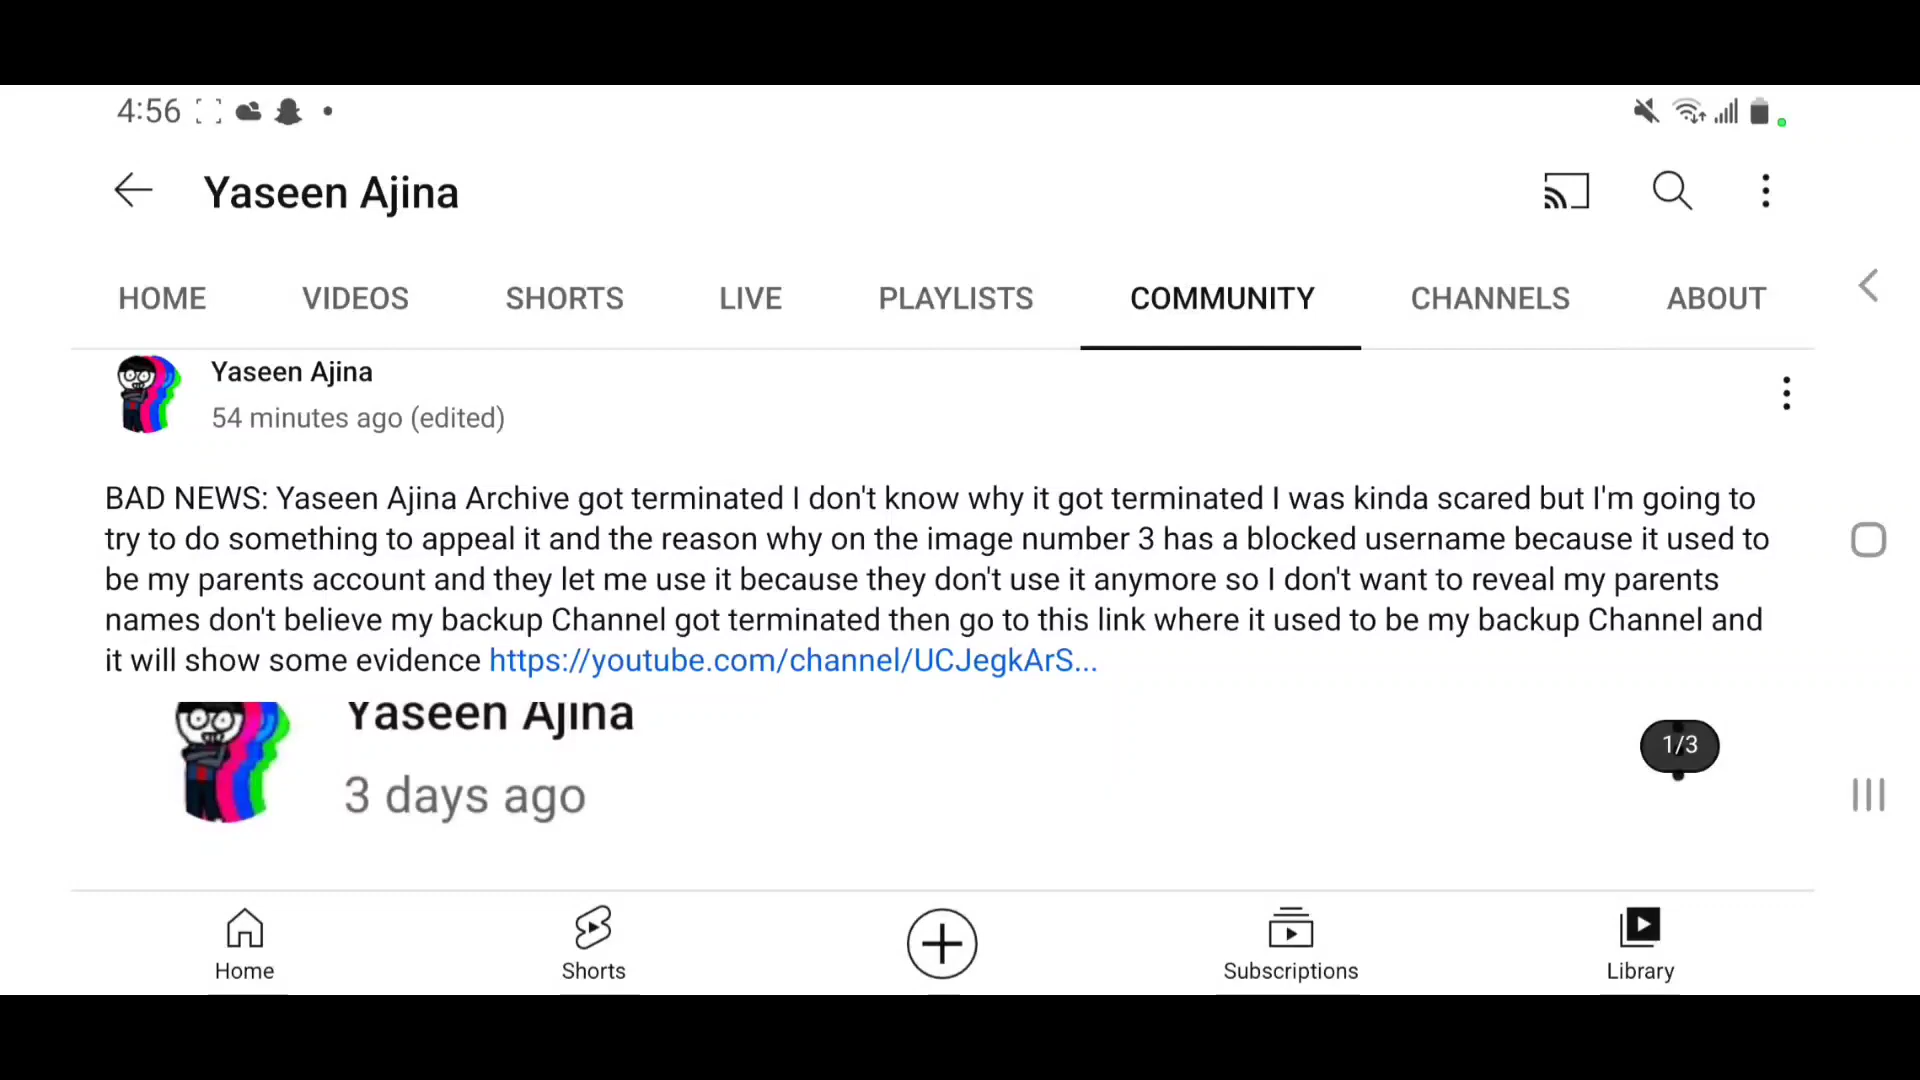 4:56
Yaseen Ajina
HOME VIDEOS SHORTS LIVE PLAYLISTS COMMUNITY CHANNELS ABOUT
Yaseen Ajina
54 minutes ago (edited)
BAD NEWS: Yaseen Ajina Archive got terminated I don't know why it got terminated I was kinda scared but I'm going to
try to do something to appeal it and the reason why on the image number 3 has a blocked username because it used to
be my parents account and they let me use it because they don't use it anymore so I don't want to reveal my parents
names don't believe my backup Channel got terminated then go to this link where it used to be my backup Channel and
it will show some evidence https://youtube.com/channel/UCJegkArS...
Yaseen Ajina
1/3
3 days ago
Home Shorts Subscriptions Library